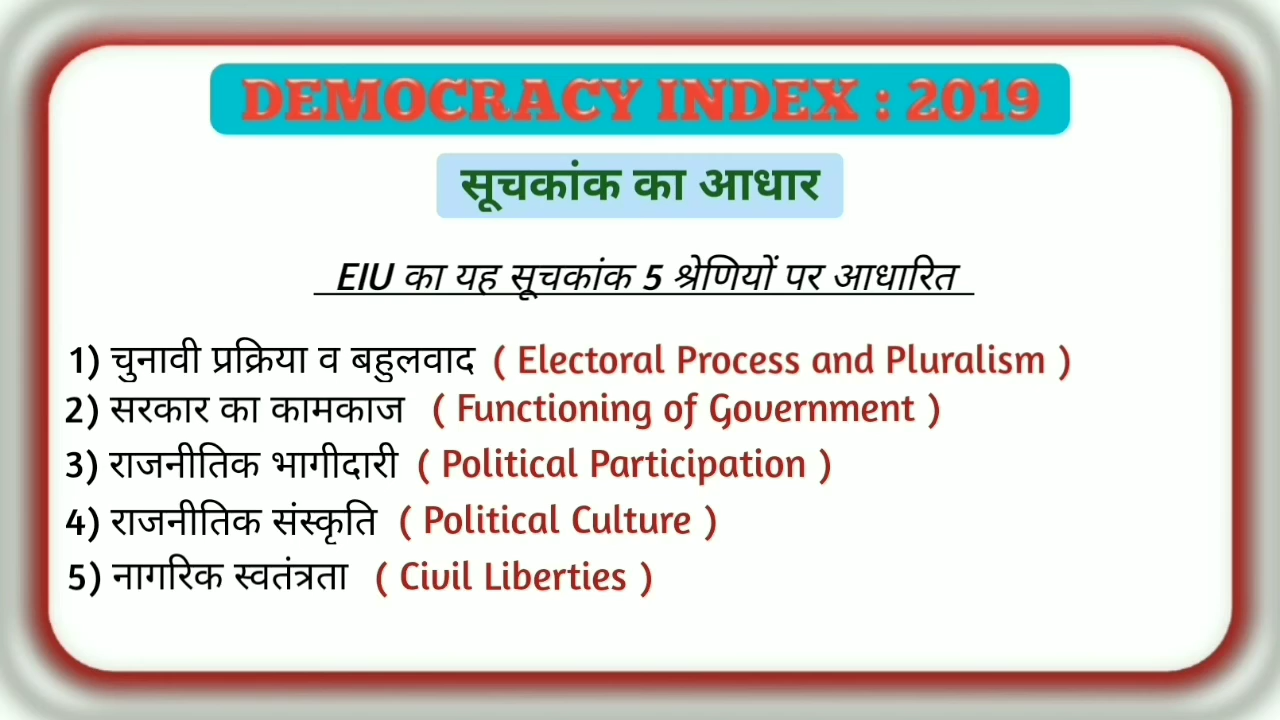 DEMOCRACY INDEX : 2019
सूचकांक का आधार
EIU का यह सूचकांक 5 श्रेणियों पर आधारित
1) चुनावी प्रक्रिया व बहुलवाद ( Electoral Process and Pluralism )
2) सरकार का कामकाज ( Functioning of Government )
3) राजनीतिक भागीदारी ( Political Participation )
4) राजनीतिक संस्कृति ( Political Culture )
5) नागरिक स्वतंत्रता ( Civil Liberties )